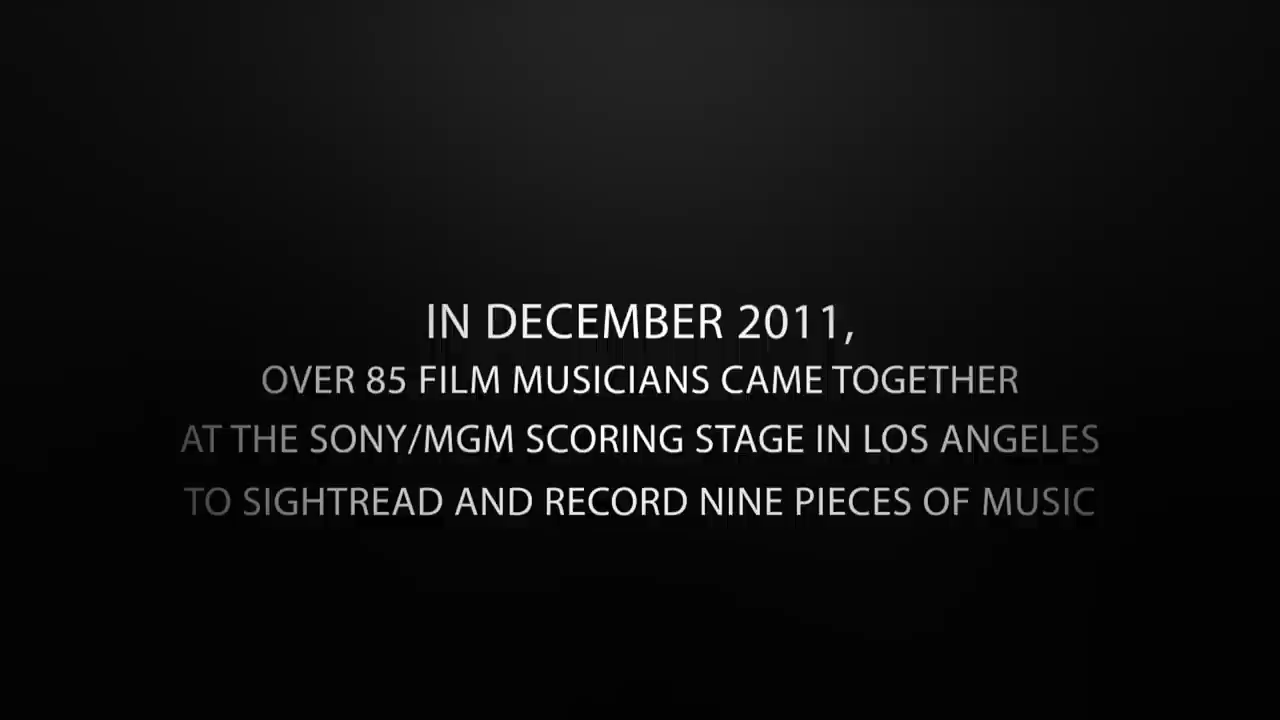 IN DECEMBER 2011,
OVER 85 FILM MUSICIANS CAME TOGETHER
AT THE SONY/MGM SCORING STAGE IN LOS ANGELES
TO SIGHTREAD AND RECORD NINE PIECES OF MUSIC